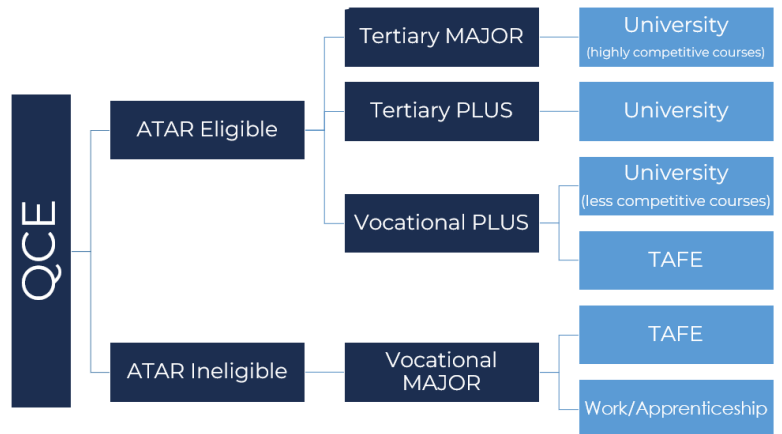 QCE
ATAR Eligible
Tertiary MAJOR
University
(highly competitive courses)
Tertiary PLUS
University
Vocational PLUS
University
(less competitive courses)
TAFE
ATAR Ineligible
Vocational
MAJOR
TAFE
Work/Apprenticeship